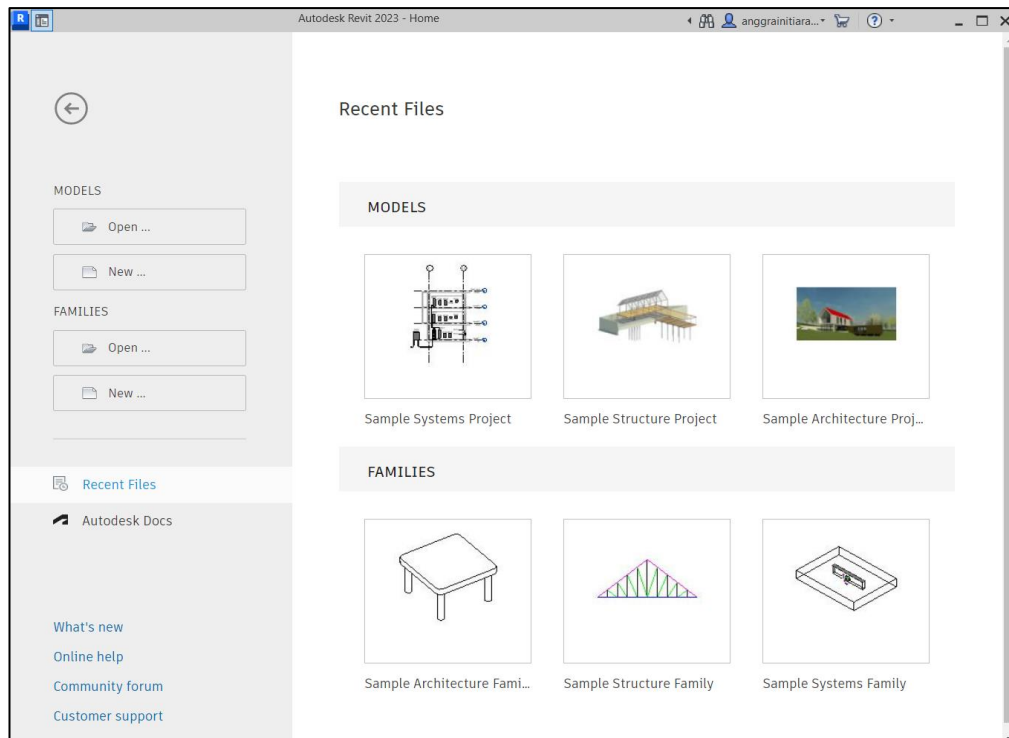 R
Autodesk Revit 2023 - Home
anggrainitiara...
?
Recent Files
MODELS
Open ...
New ...
FAMILIES
Open ...
New ...
Recent Files
Autodesk Docs
What's new
Online help
Community forum
Customer support
MODELS
Sample Systems Project
Sample Structure Project
Sample Architecture Proj...
FAMILIES
Sample Architecture Fami...
Sample Structure Family
Sample Systems Family